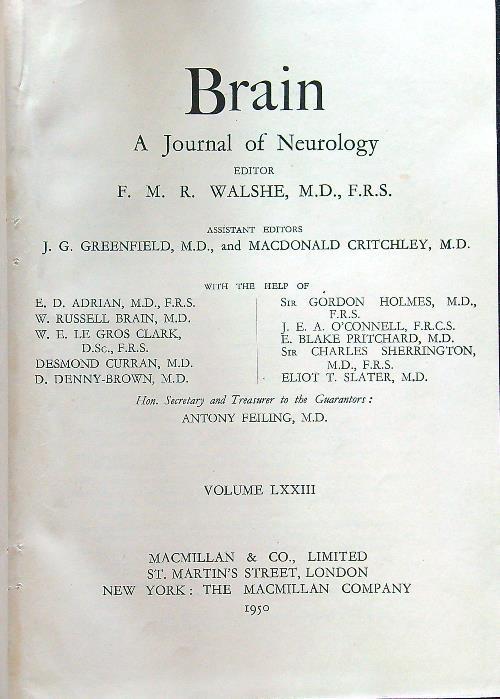 Brain
A Journal of Neurology
EDITOR
F. M. R. WALSHE, M.D., F.R.S.
ASSISTANT EDITORS
J. G. GREENFIELD, M.D., and MACDONALD CRITCHLEY, M.D.
WITH THE HELP OF
E. D. ADRIAN, M.D., F.R.S.
W. RUSSELL BRAIN, M.D.
W. E. LE GROS CLARK,
D.Sc., F.R.S.
DESMOND CURRAN, M.D.
D. DENNY-BROWN, M.D.
Sir GORDON HOLMES, M.D.,
F.R.S.
J. E. A. O'CONNELL, F.R.C.S.
E. BLAKE PRITCHARD, M.D.
Sir CHARLES SHERRINGTON,
M.D., F.R.S.
ELIOT T. SLATER, M.D.
Hon. Secretary and Treasurer to the Guarantors:
ANTONY FEILING, M.D.
VOLUME LXXIII
MACMILLAN & CO., LIMITED
ST. MARTIN'S STREET, LONDON
NEW YORK: THE MACMILLAN COMPANY
1950